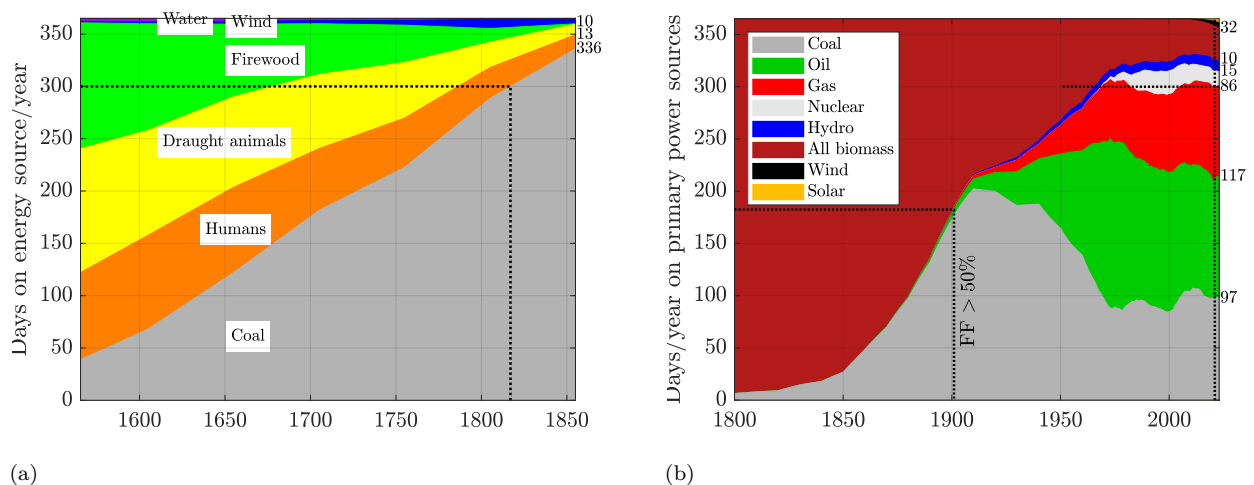 Days on energy source/year
350
300
250
200
150
100
50
0
1600
1650
1700
1750
1800
1850
Water
Wind
Firewood
Draught animals
Humans
Coal
10
13
336
(a)
Days/year on primary power sources
350
300
250
200
150
100
50
0
1800
1850
1900
1950
2000
Coal
Oil
Gas
Nuclear
Hydro
All biomass
Wind
Solar
FF > 50%
32
10
15
86
117
97
(b)